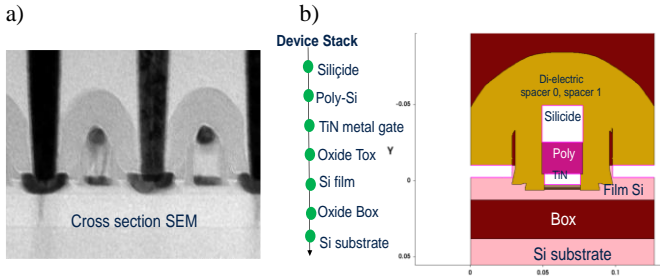 a)
Cross section SEM
b)
Device Stack
Siliçide
Poly-Si
TiN metal gate
Oxide Tox
Si film
Oxide Box
Si substrate
Y
-0.05
0
0.05
Di-electric
spacer 0, spacer 1
Silicide
Poly
TiN
Film Si
Box
Si substrate
0
0.05
0.1